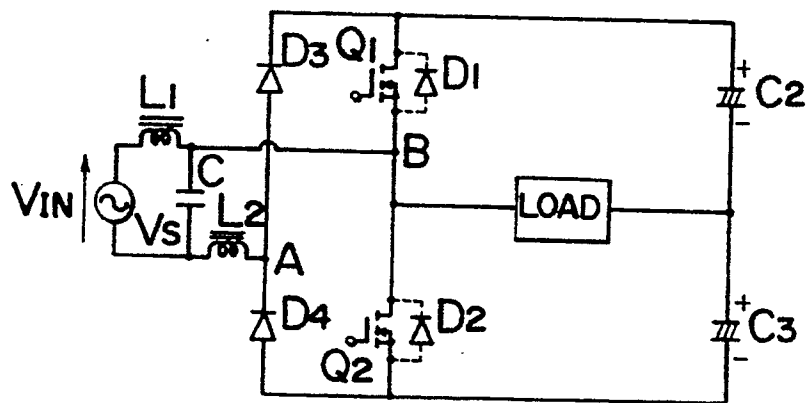 D3
Q1
D1
C2
+
-
L1
B
C
VIN
VS
L2
LOAD
A
D4
D2
Q2
C3
+
-